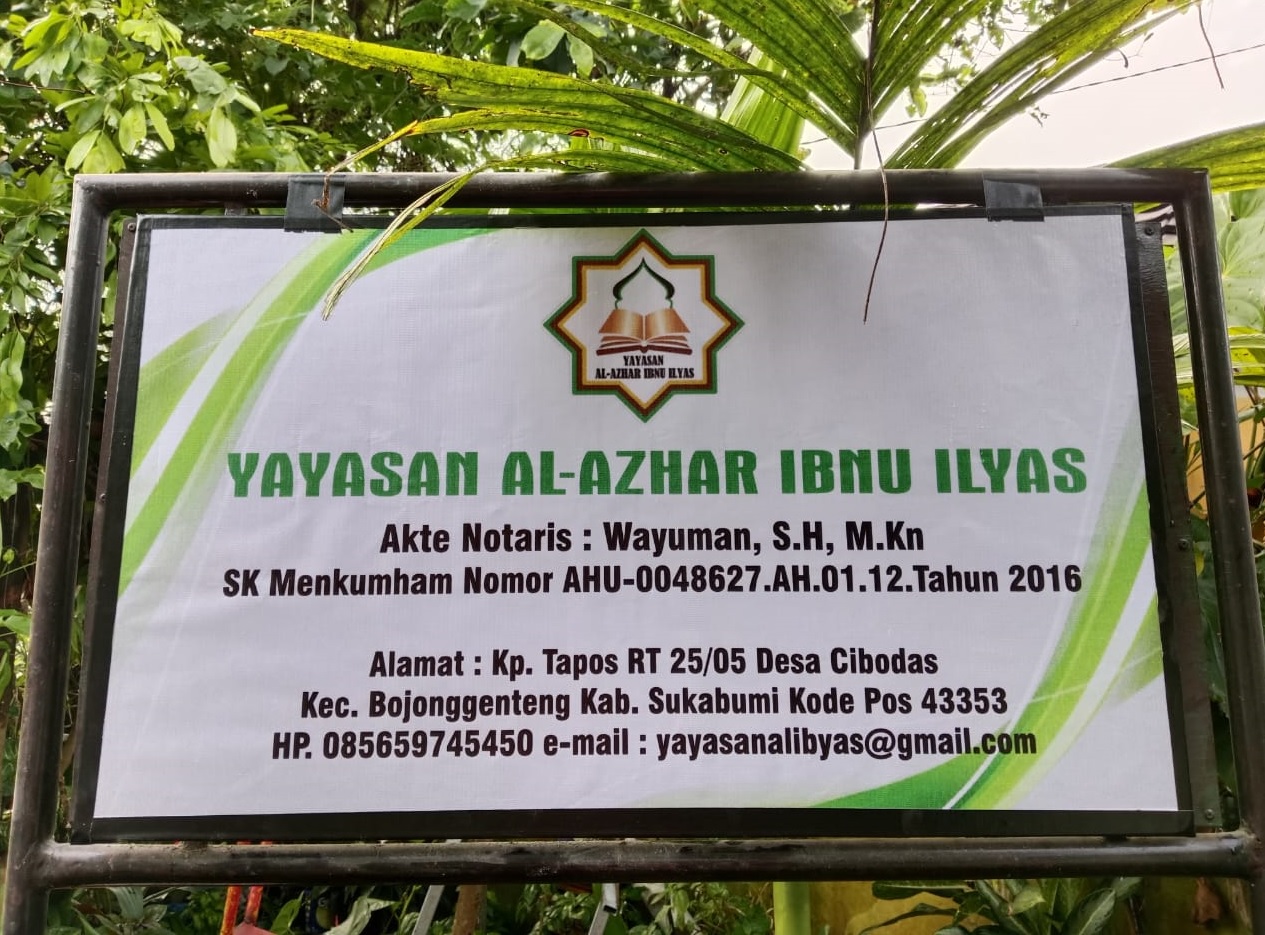 YAYASAN
AL-AZHAR IBNU ILYAS
YAYASAN AL-AZHAR IBNU ILYAS
Akte Notaris : Wayuman, S.H, M.Kn
SK Menkumham Nomor AHU-0048627.AH.01.12.Tahun 2016
Alamat : Kp. Tapos RT 25/05 Desa Cibodas
Kec. Bojonggenteng Kab. Sukabumi Kode Pos 43353
HP. 085659745450 e-mail : yayasanalibyas@gmail.com